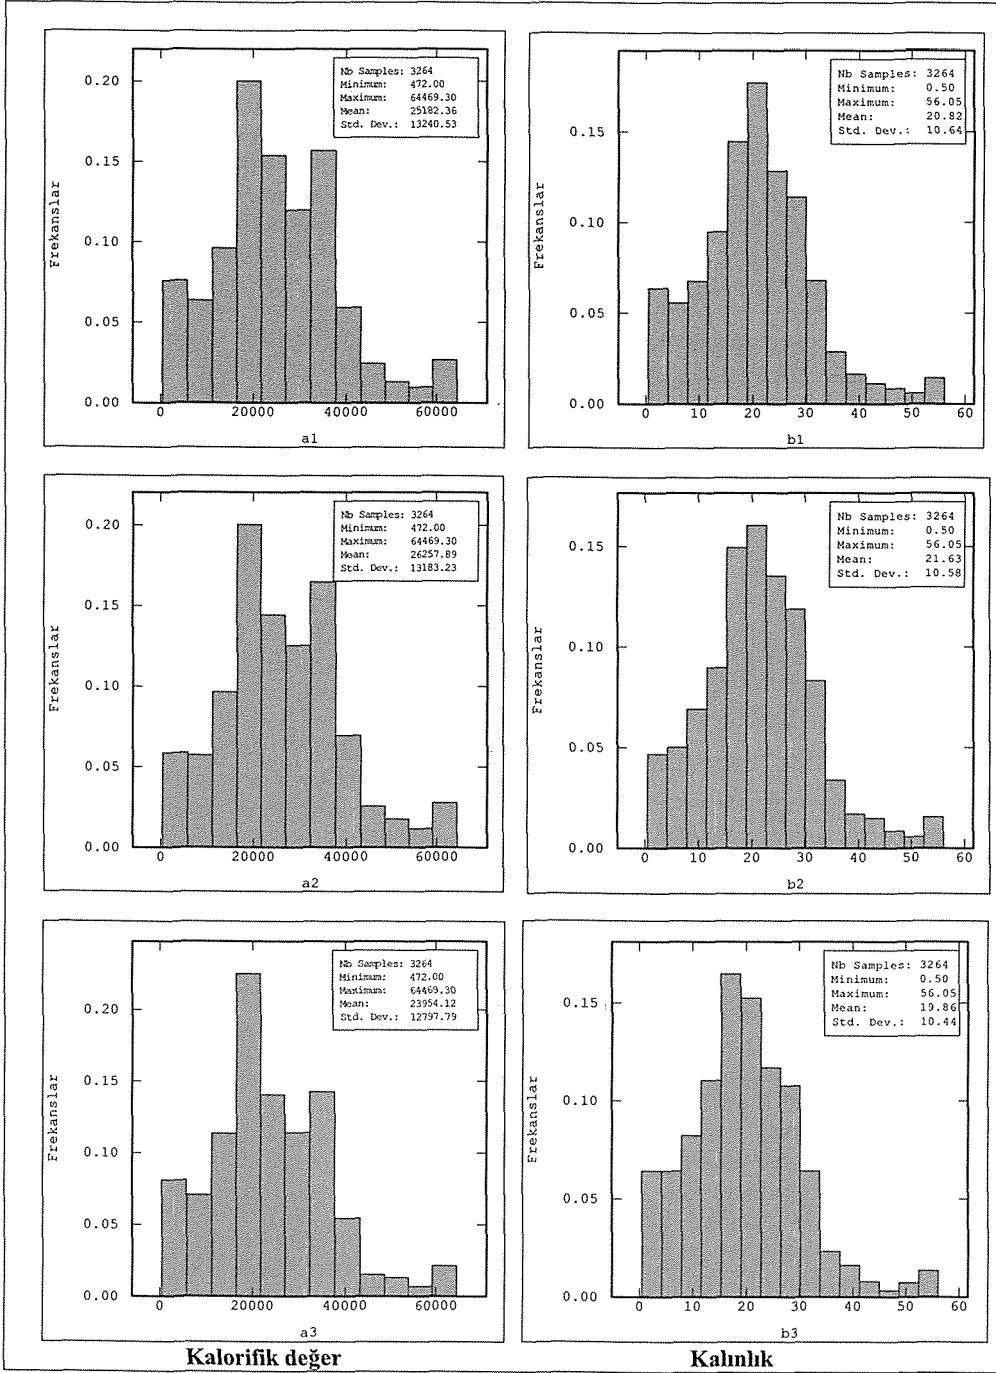 Nb Samples: 3264
Minimum: 472.00
Maximum: 64469.30
Mean: 25182.36
Std. Dev.: 13240.53
Frekanslar
0.20
0.15
0.10
0.05
0.00
0 20000 40000 60000
a1
Nb Samples: 3264
Minimum: 0.50
Maximum: 56.05
Mean: 20.82
Std. Dev.: 10.64
Frekanslar
0.15
0.10
0.05
0.00
0 10 20 30 40 50 60
b1
Nb Samples: 3264
Minimum: 472.00
Maximum: 64469.30
Mean: 26257.89
Std. Dev.: 13183.23
Frekanslar
0.20
0.15
0.10
0.05
0.00
0 20000 40000 60000
a2
Nb Samples: 3264
Minimum: 0.50
Maximum: 56.05
Mean: 21.63
Std. Dev.: 10.58
Frekanslar
0.15
0.10
0.05
0.00
0 10 20 30 40 50 60
b2
Nb Samples: 3264
Minimum: 472.00
Maximum: 64469.30
Mean: 23954.12
Std. Dev.: 12797.79
Frekanslar
0.20
0.15
0.10
0.05
0.00
0 20000 40000 60000
a3
Nb Samples: 3264
Minimum: 0.50
Maximum: 56.05
Mean: 19.86
Std. Dev.: 10.44
Frekanslar
0.15
0.10
0.05
0.00
0 10 20 30 40 50 60
b3
Kalorifik değer
Kalınlık